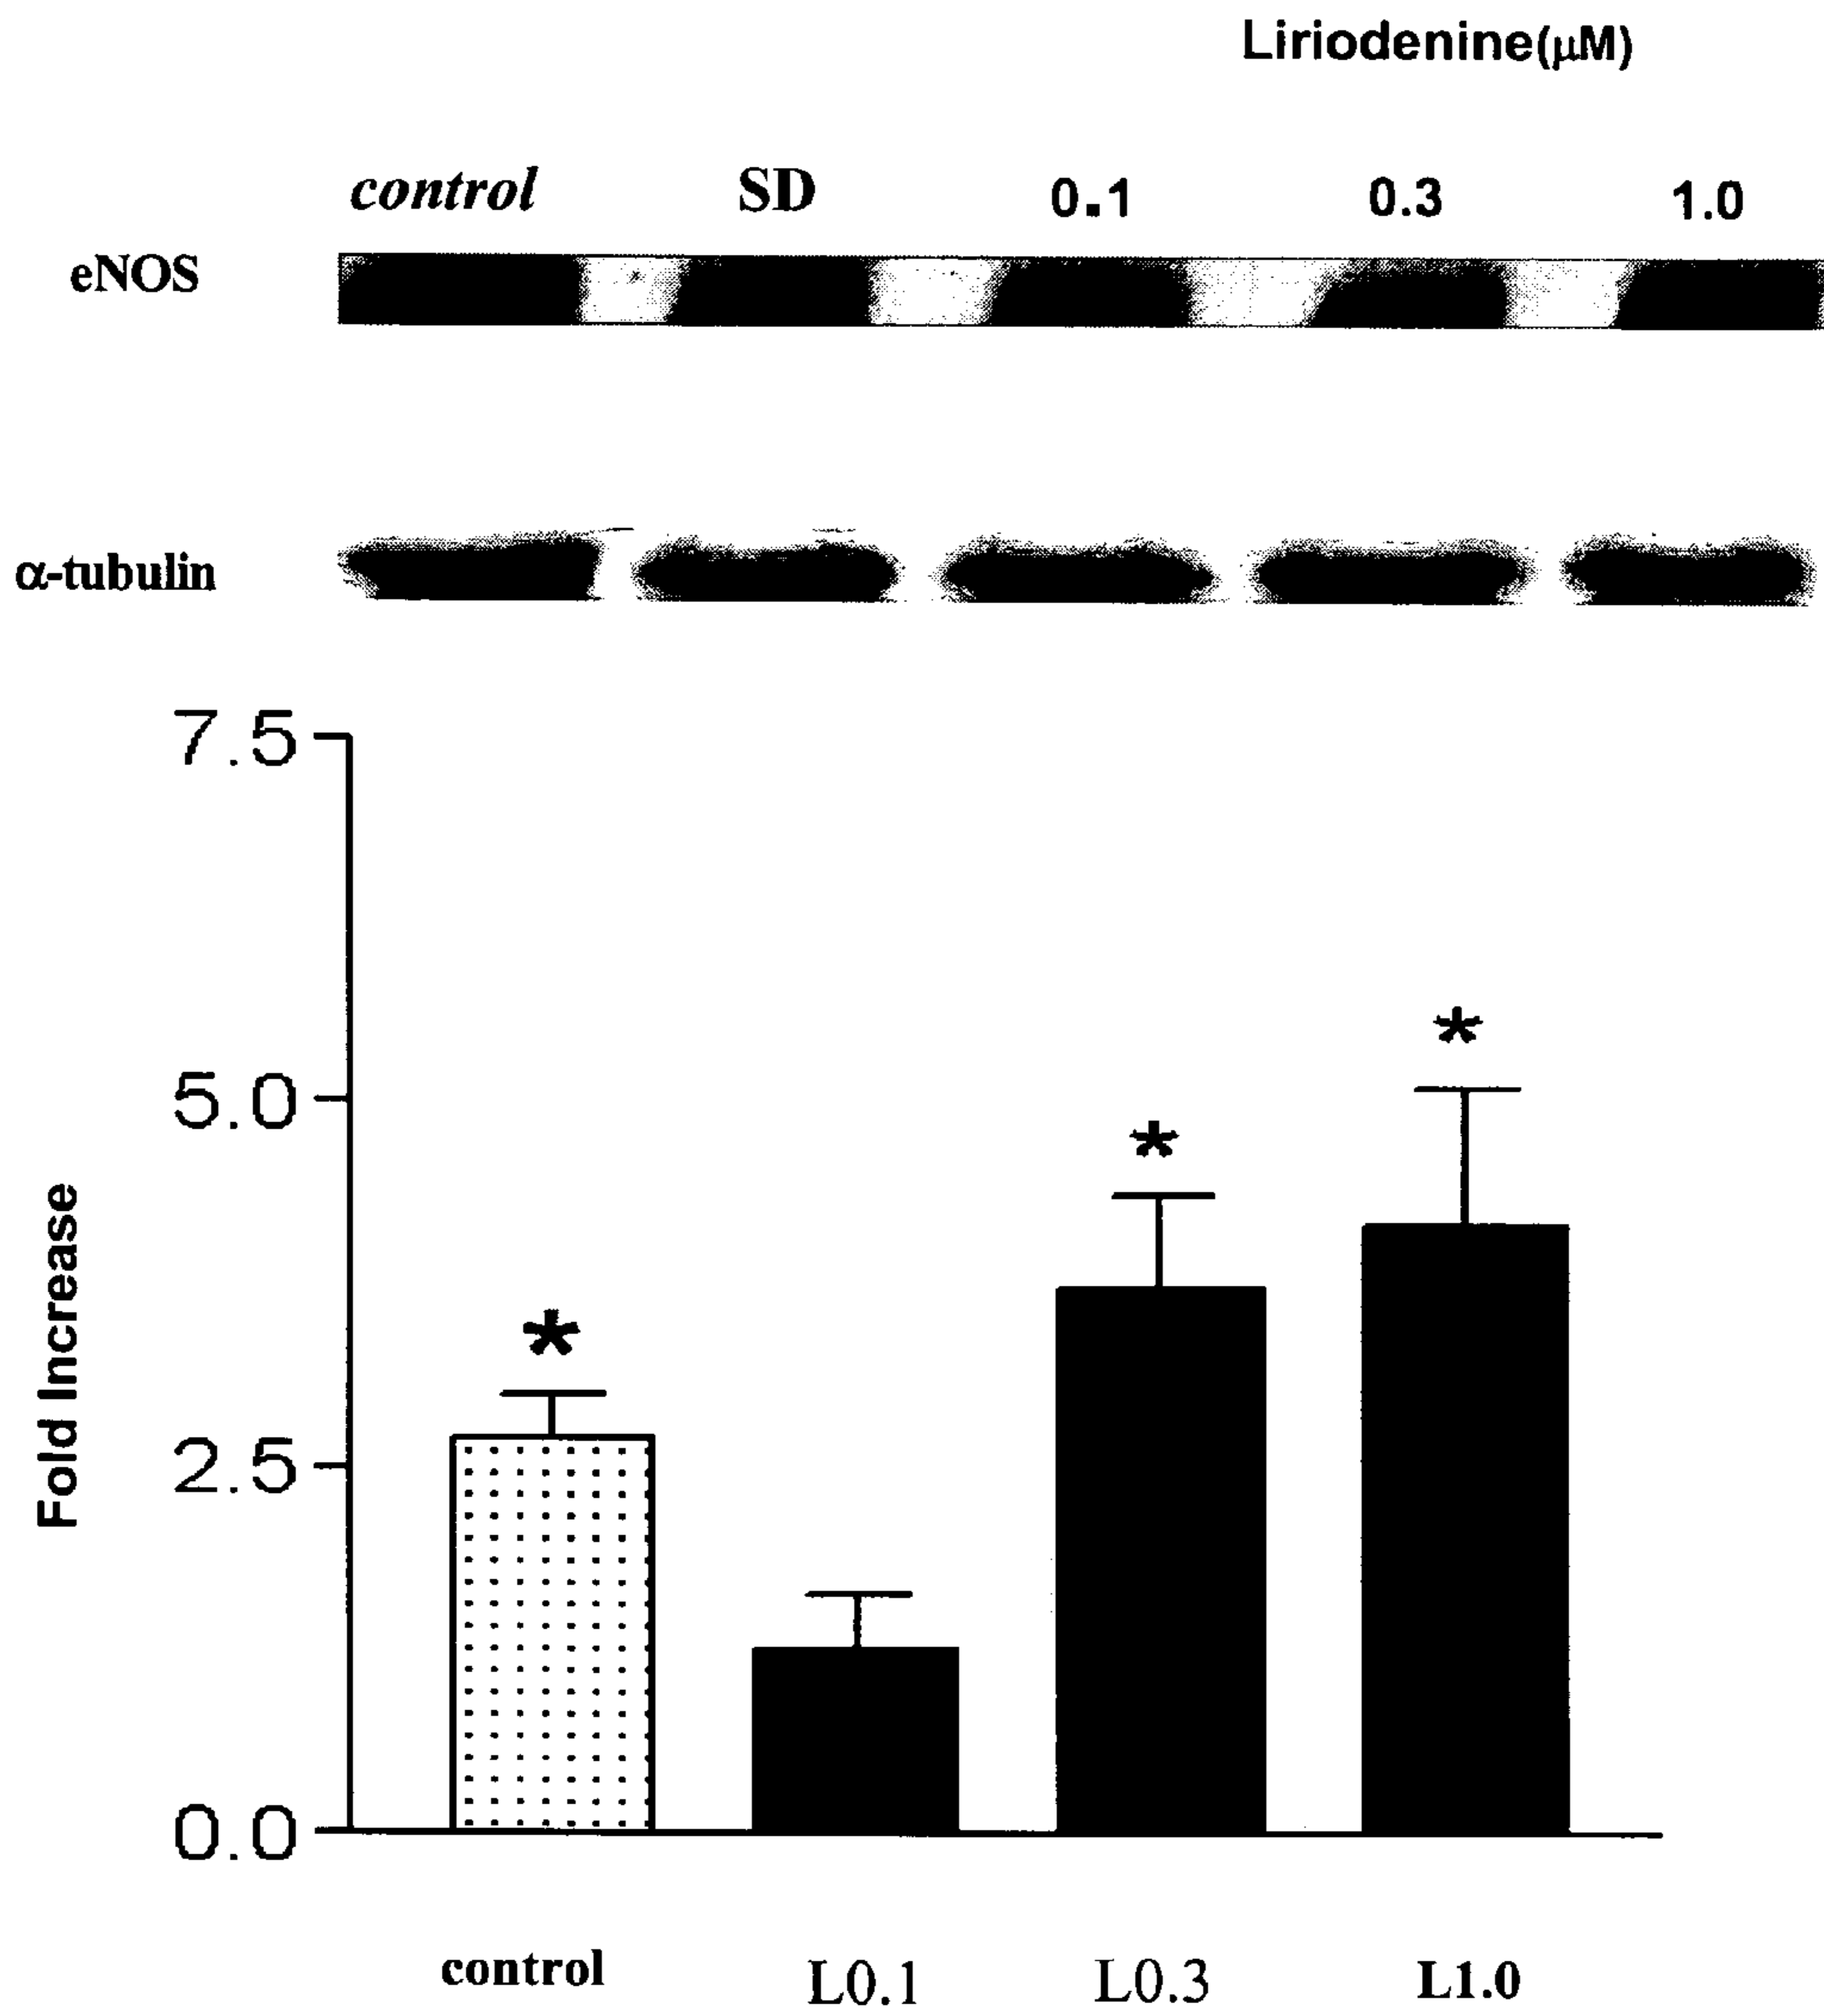 Liriodenine(μM)
control SD 0.1 0.3 1.0
eNOS
α-tubulin
7.5
*
5.0
*
*
Fold Increase
2.5
0.0
control L0.1 L0.3 L1.0